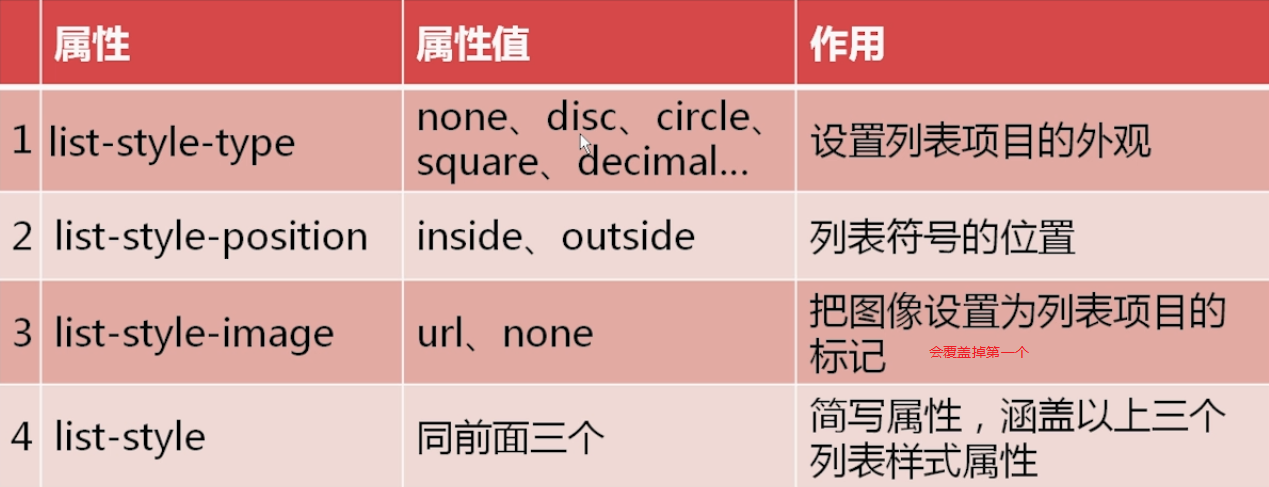 属性 属性值 作用
1 list-style-type none、disc、circle、 设置列表项目的外观
square、decimal...
2 list-style-position inside、outside 列表符号的位置
3 list-style-image url、none 把图像设置为列表项目的
标记 会覆盖掉第一个
4 list-style 同前面三个 简写属性，涵盖以上三个
列表样式属性